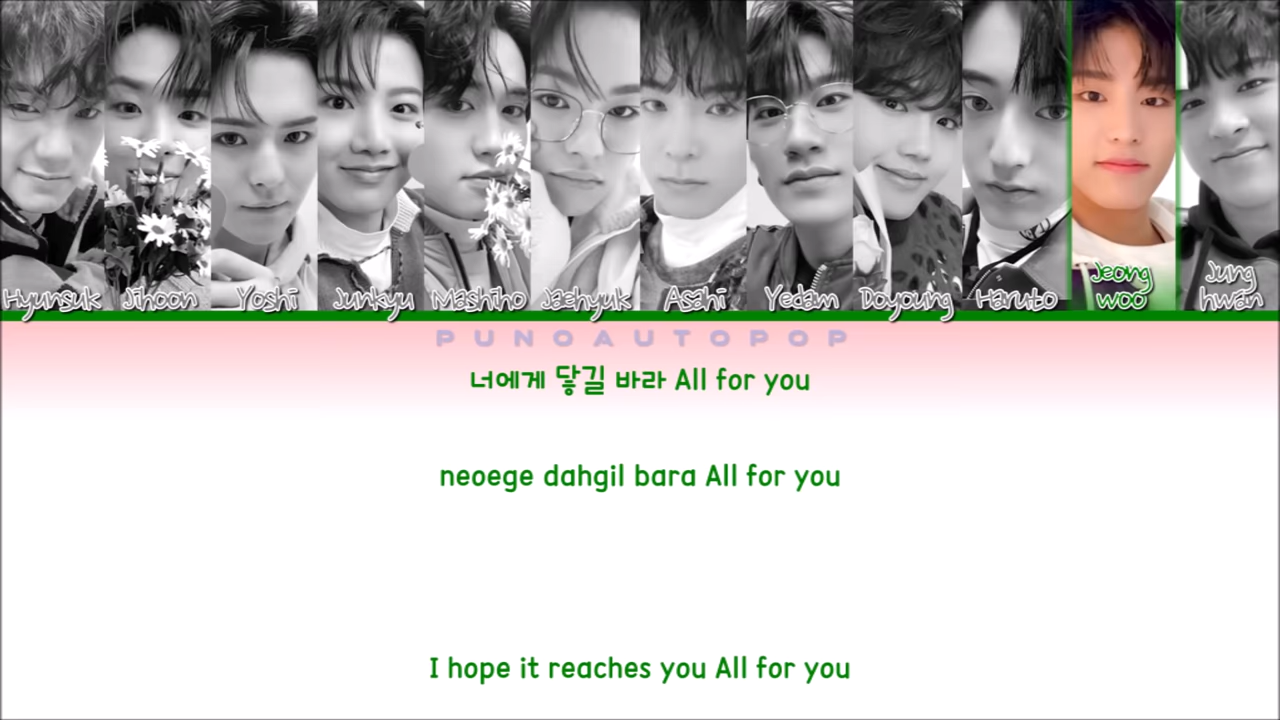 Hyunsuk Jihoon Yoshi Junkyu Mashiho Jaehyuk Asahi Yedam Doyoung Haruto Jeong woo Jung hwan
PUNOAUTOPOP
너에게 닿길 바라 All for you
neoege dahgil bara All for you
I hope it reaches you All for you